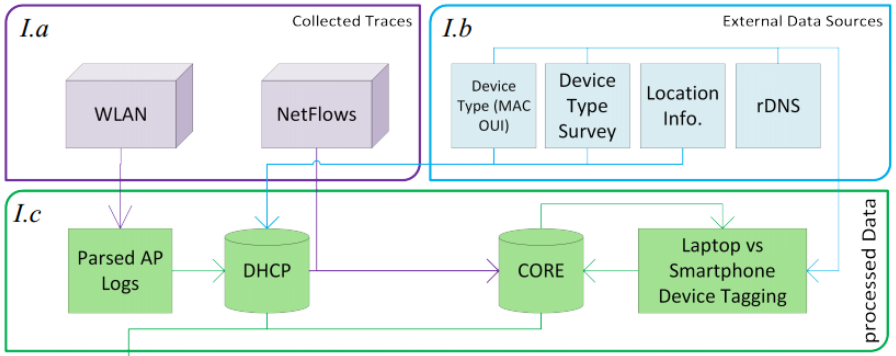 I.a
Collected Traces
WLAN
NetFlows
I.b
External Data Sources
Device
Type (MAC
OUI)
Device
Type
Survey
Location
Info.
rDNS
I.c
Parsed AP
Logs
DHCP
CORE
Laptop vs
Smartphone
Device Tagging
processed Data